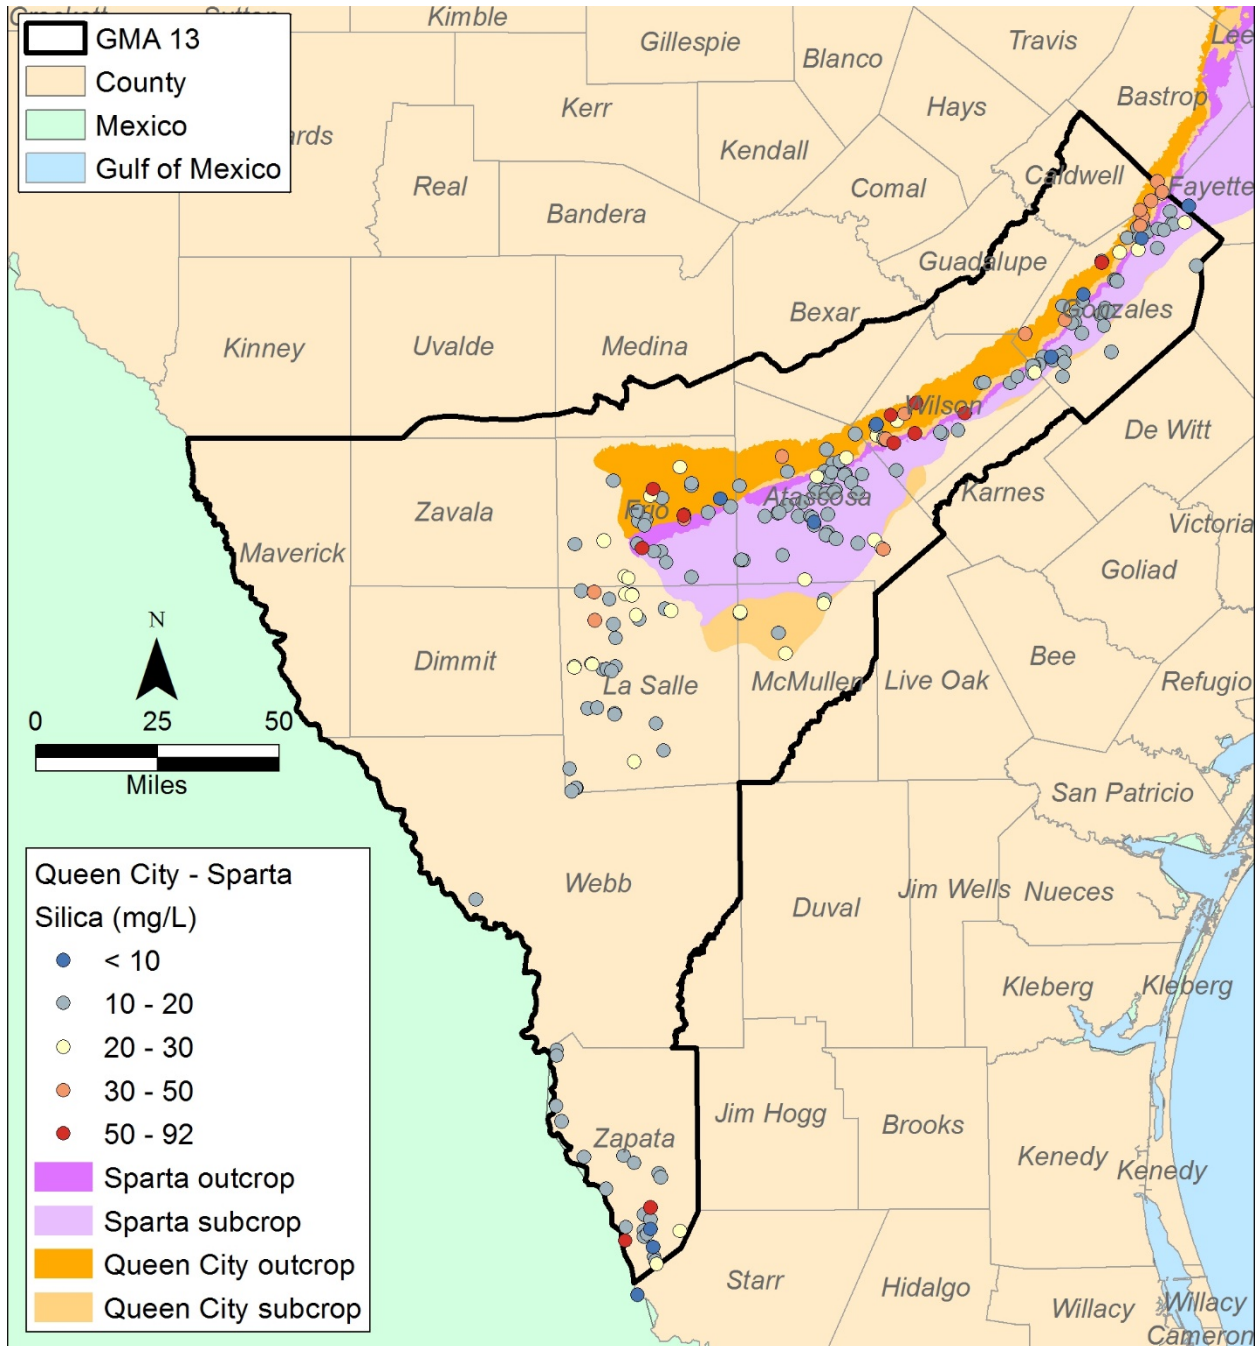 Crockett
Sutton
Kimble
Gillespie
Blanco
Travis
Lee
GMA 13
County
Mexico
Gulf of Mexico
ards
Kerr
Hays
Bastrop
Real
Kendall
Caldwell
Bandera
Comal
Fayette
Guadalupe
Bexar
Gonzales
Kinney
Uvalde
Medina
Wilson
De Witt
Zavala
Frio
Atascosa
Karnes
Victoria
Maverick
Goliad
N
Dimmit
La Salle
McMullen
Live Oak
Bee
Refugio
0 25 50
Miles
San Patricio
Queen City - Sparta
Silica (mg/L)
< 10
10 - 20
20 - 30
30 - 50
50 - 92
Sparta outcrop
Sparta subcrop
Queen City outcrop
Queen City subcrop
Webb
Duval
Jim Wells
Nueces
Kleberg
Kleberg
Zapata
Jim Hogg
Brooks
Kenedy
Kenedy
Starr
Hidalgo
Willacy
Willacy
Cameron